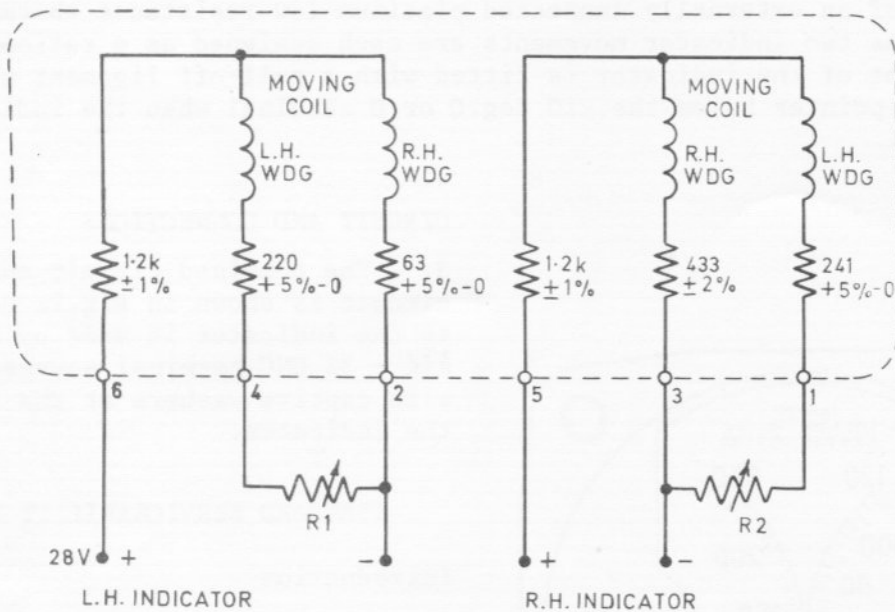 MOVING
COIL
L.H.
WDG
R.H.
WDG
1·2k
±1%
220
+5%-0
63
+5%-0
6
4
2
R1
28V +
-
L.H. INDICATOR
MOVING
COIL
R.H.
WDG
L.H.
WDG
1·2k
±1%
433
±2%
241
+5%-0
5
3
1
R2
+
-
R.H. INDICATOR